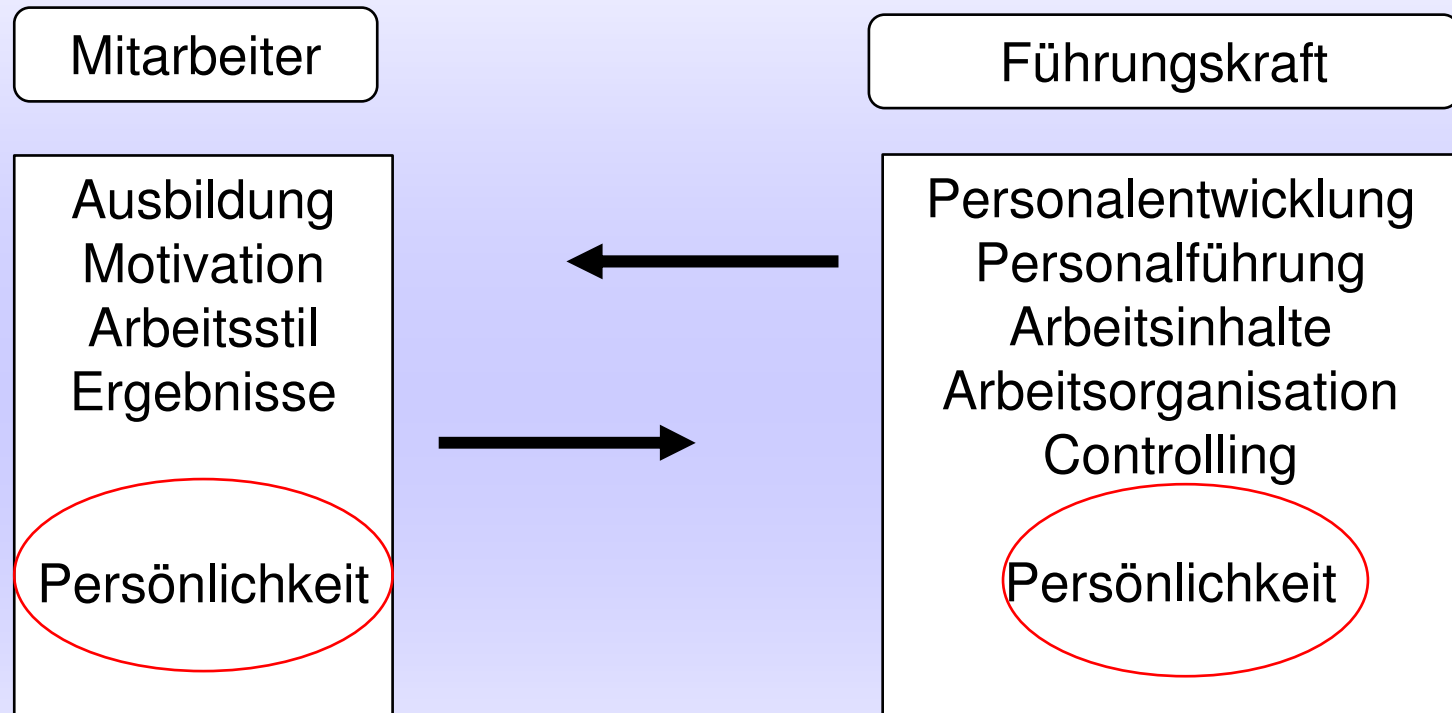 Mitarbeiter
Ausbildung
Motivation
Arbeitsstil
Ergebnisse
Persönlichkeit
Führungskraft
Personalentwicklung
Personalführung
Arbeitsinhalte
Arbeitsorganisation
Controlling
Persönlichkeit